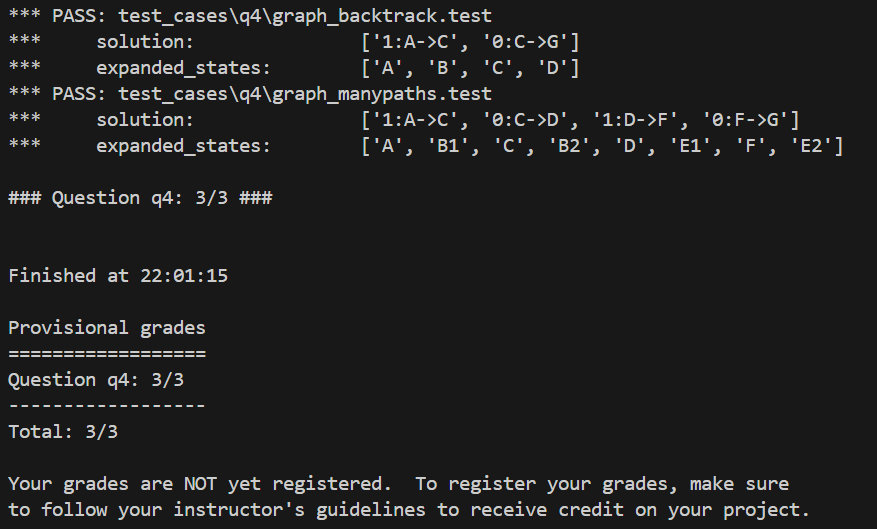 *** PASS: test_cases\q4\graph_backtrack.test
***     solution:               ['1:A->C', '0:C->G']
***     expanded_states:        ['A', 'B', 'C', 'D']
*** PASS: test_cases\q4\graph_manypaths.test
***     solution:               ['1:A->C', '0:C->D', '1:D->F', '0:F->G']
***     expanded_states:        ['A', 'B1', 'C', 'B2', 'D', 'E1', 'F', 'E2']
### Question q4: 3/3 ###
Finished at 22:01:15
Provisional grades
==================
Question q4: 3/3
------------------
Total: 3/3
Your grades are NOT yet registered.  To register your grades, make sure
to follow your instructor's guidelines to receive credit on your project.